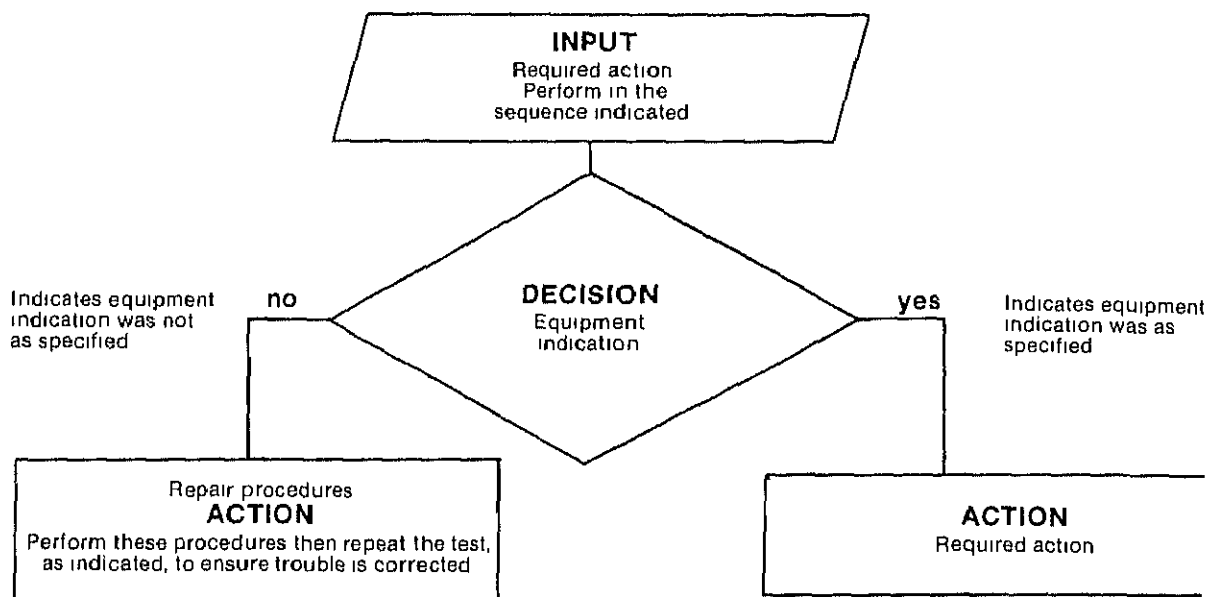 INPUT
Required action
Perform in the
sequence indicated
DECISION
Equipment
indication
no
Indicates equipment
indication was not
as specified
yes
Indicates equipment
indication was as
specified
Repair procedures
ACTION
Perform these procedures then repeat the test,
as indicated, to ensure trouble is corrected
ACTION
Required action